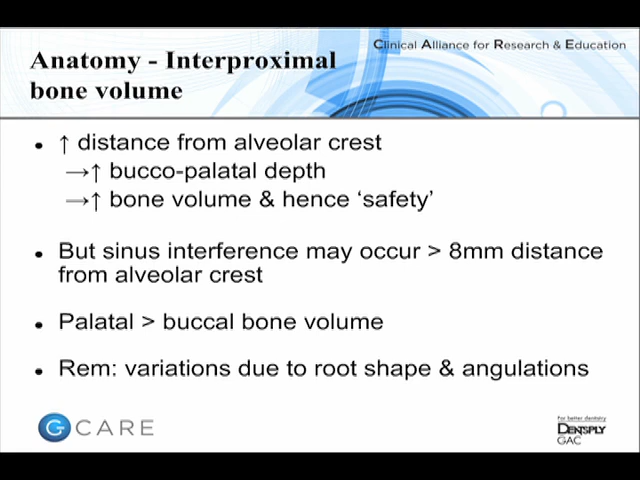 Clinical Alliance for Research & Education
Anatomy - Interproximal
bone volume
• ↑ distance from alveolar crest
→↑ bucco-palatal depth
→↑ bone volume & hence ‘safety’
• But sinus interference may occur > 8mm distance
from alveolar crest
• Palatal > buccal bone volume
• Rem: variations due to root shape & angulations
G CARE
For better dentistry
DENTSPLY
GAC